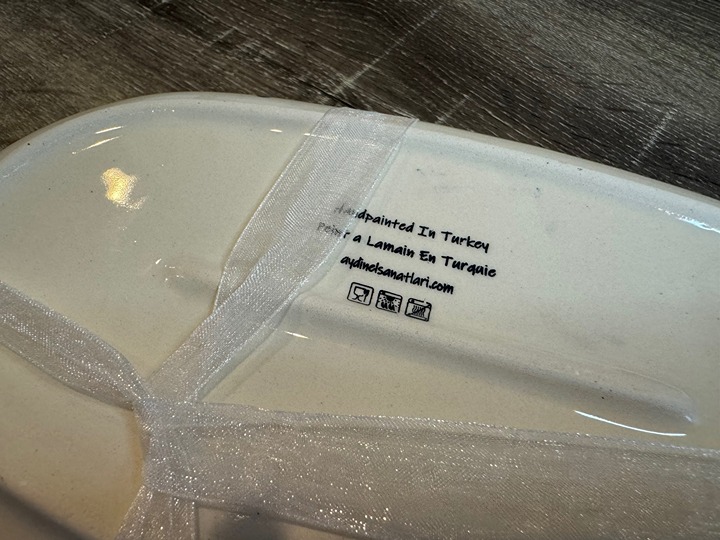 Handpainted In Turkey
Peint a Lamain En Turquie
aydinelsanatlari.com